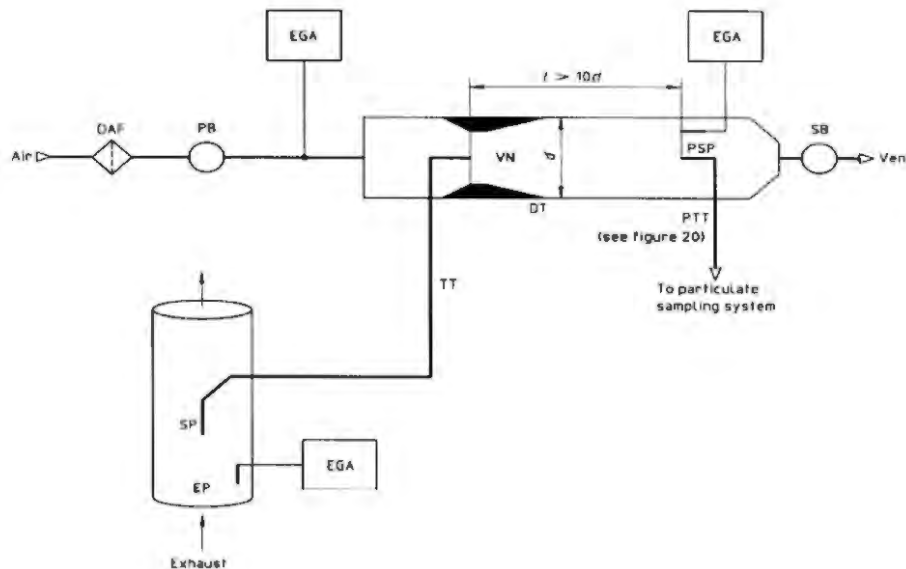 EGA
EGA
l > 10d
DAF
PB
SB
Air
VN
d
PSP
Ven
DT
PTT
(see figure 20)
TT
To particulate
sampling system
SP
EGA
EP
Exhaust